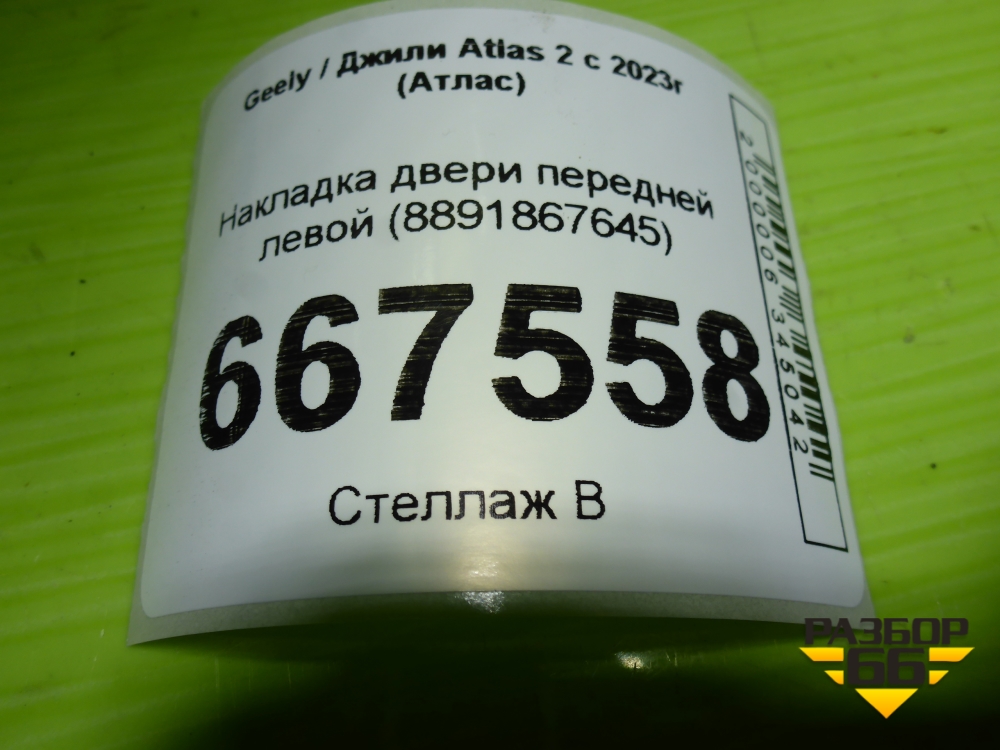 Geely / Джили Atlas 2 с 2023г
(Атлас)
Накладка двери передней
левой (8891867645)
667558
Стеллаж В
2000006345042
РАЗБОР
66